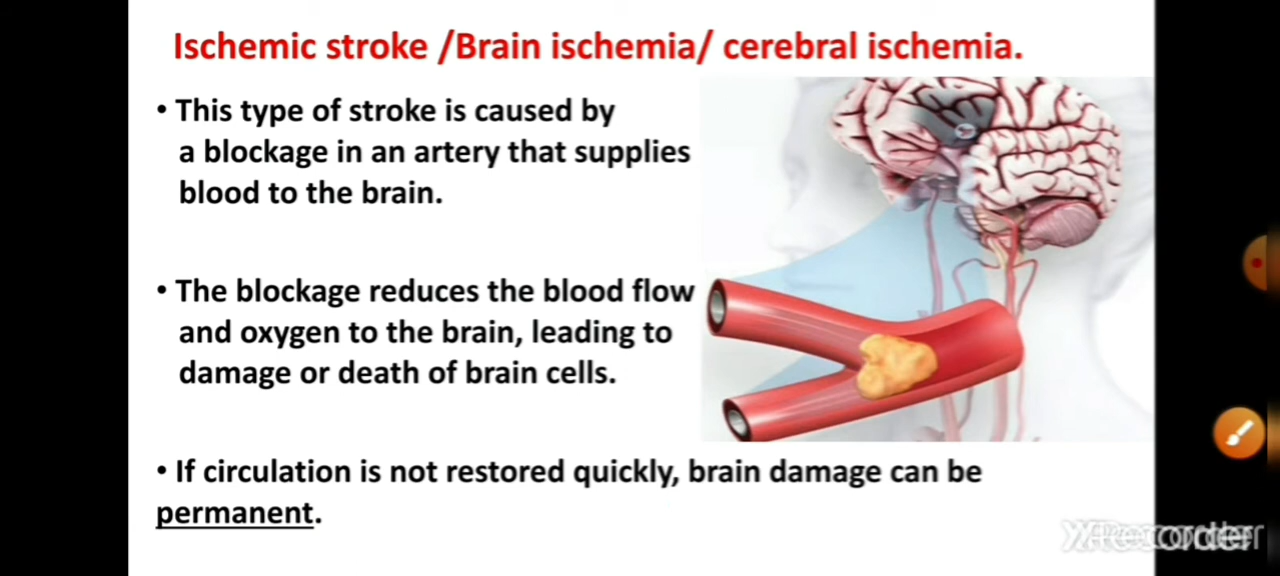 Ischemic stroke /Brain ischemia/ cerebral ischemia.
• This type of stroke is caused by
a blockage in an artery that supplies
blood to the brain.
• The blockage reduces the blood flow
and oxygen to the brain, leading to
damage or death of brain cells.
• If circulation is not restored quickly, brain damage can be
permanent.